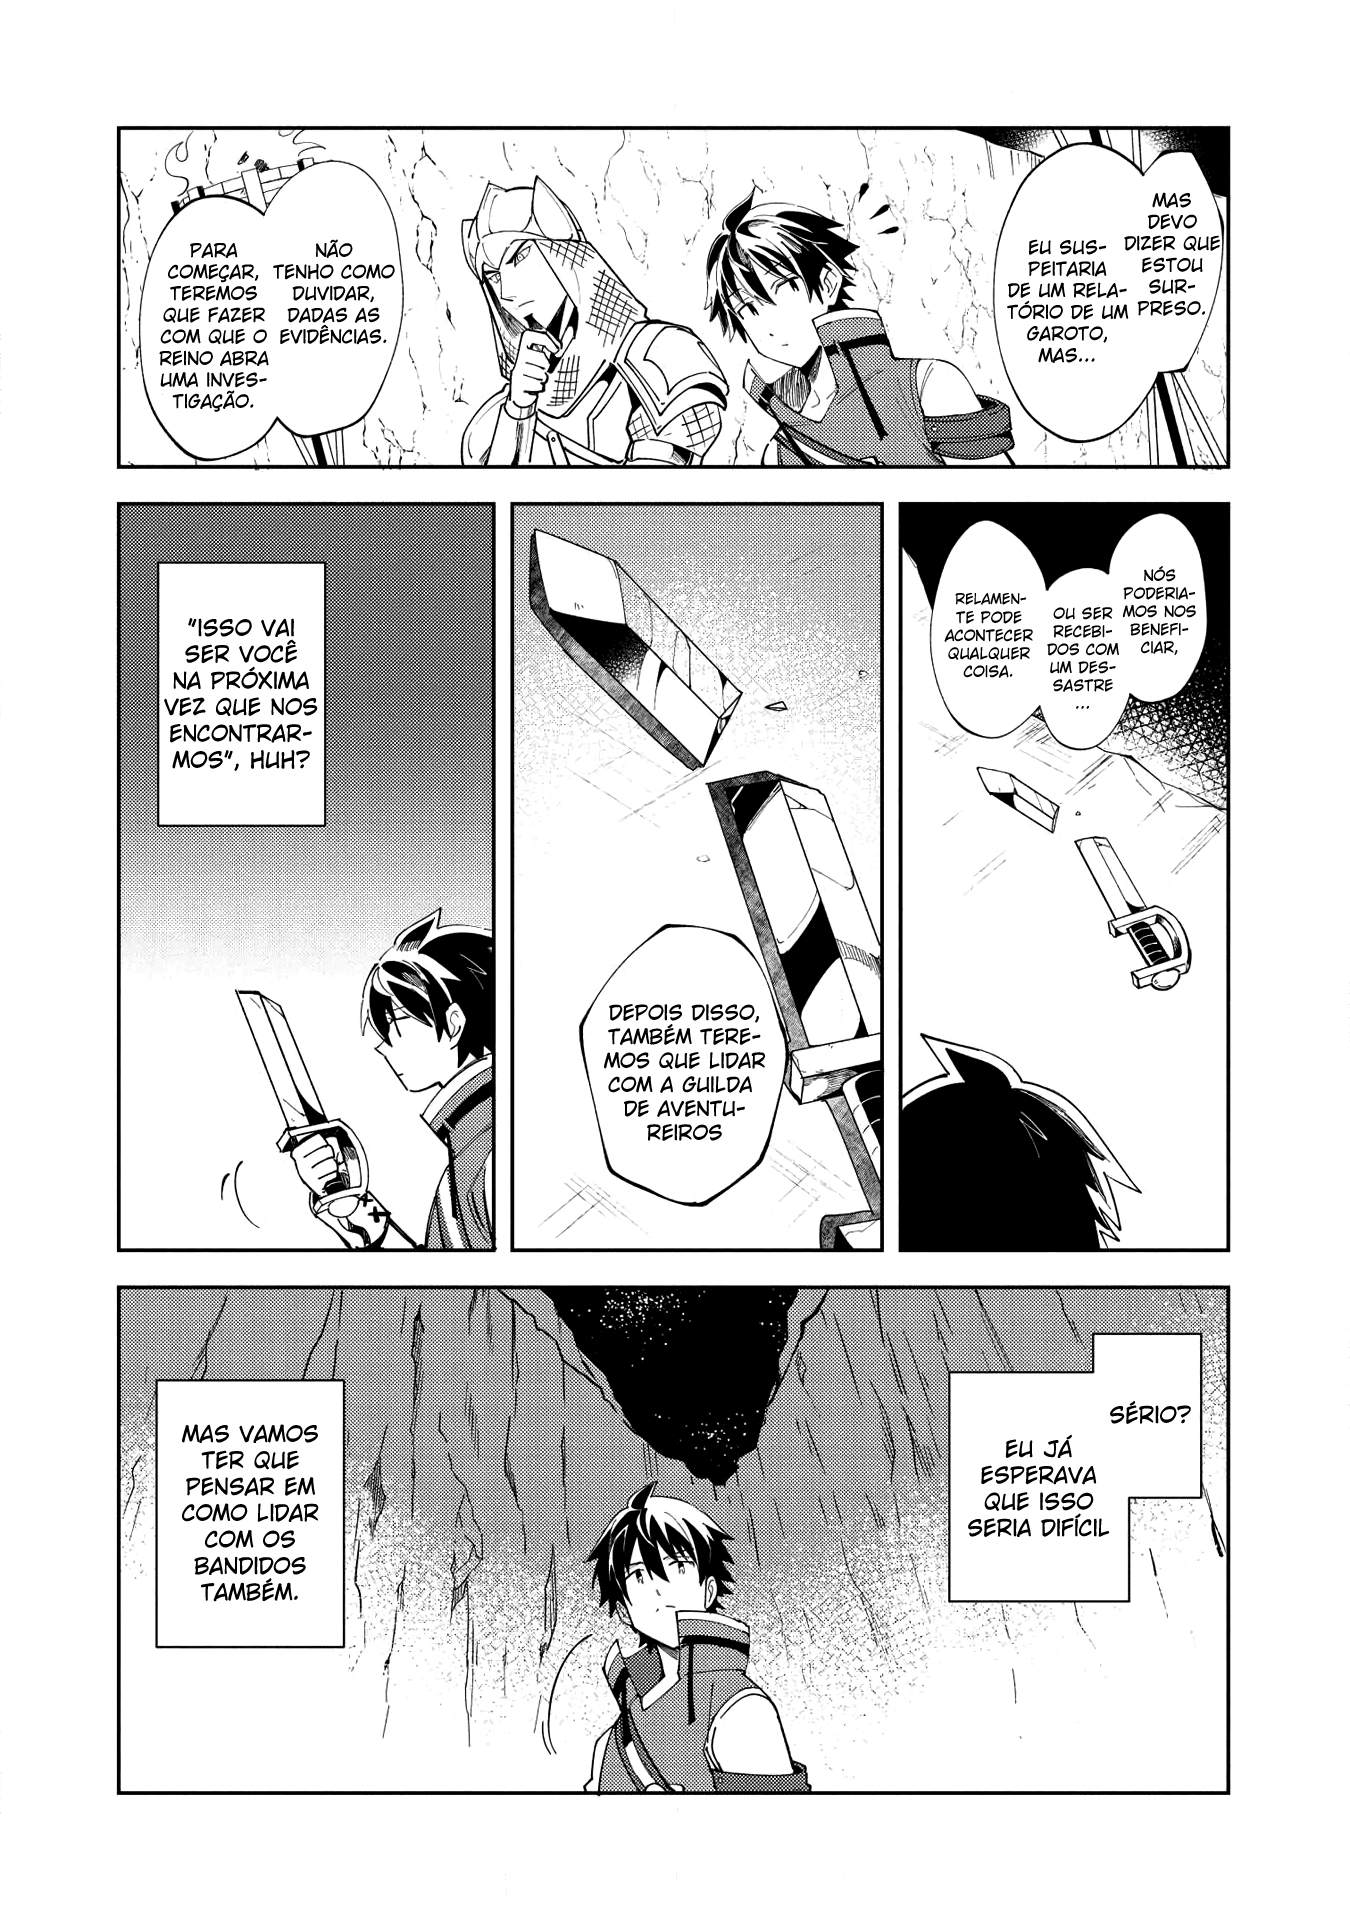 MAS
DEVO
DIZER QUE
ESTOU
SUR-
PRESO.
EU SUS-
PEITARIA
DE UM RELA-
TÓRIO DE UM
GAROTO,
MAS...
NÃO
TENHO COMO
DUVIDAR,
DADAS AS
EVIDÊNCIAS.
PARA
COMEÇAR,
TEREMOS
QUE FAZER
COM QUE O
REINO ABRA
UMA INVES-
TIGAÇÃO.
NÓS
PODERIA-
MOS NOS
BENEFI-
CIAR,
OU SER
RECEBI-
DOS COM
UM DES-
SASTRE
...
RELAMEN-
TE PODE
ACONTECER
QUALQUER
COISA.
DEPOIS DISSO,
TAMBÉM TERE-
MOS QUE LIDAR
COM A GUILDA
DE AVENTU-
REIROS
"ISSO VAI
SER VOCÊ
NA PRÓXIMA
VEZ QUE NOS
ENCONTRAR-
MOS", HUH?
SÉRIO?
EU JÁ
ESPERAVA
QUE ISSO
SERIA DIFÍCIL
MAS VAMOS
TER QUE
PENSAR EM
COMO LIDAR
COM OS
BANDIDOS
TAMBÉM.